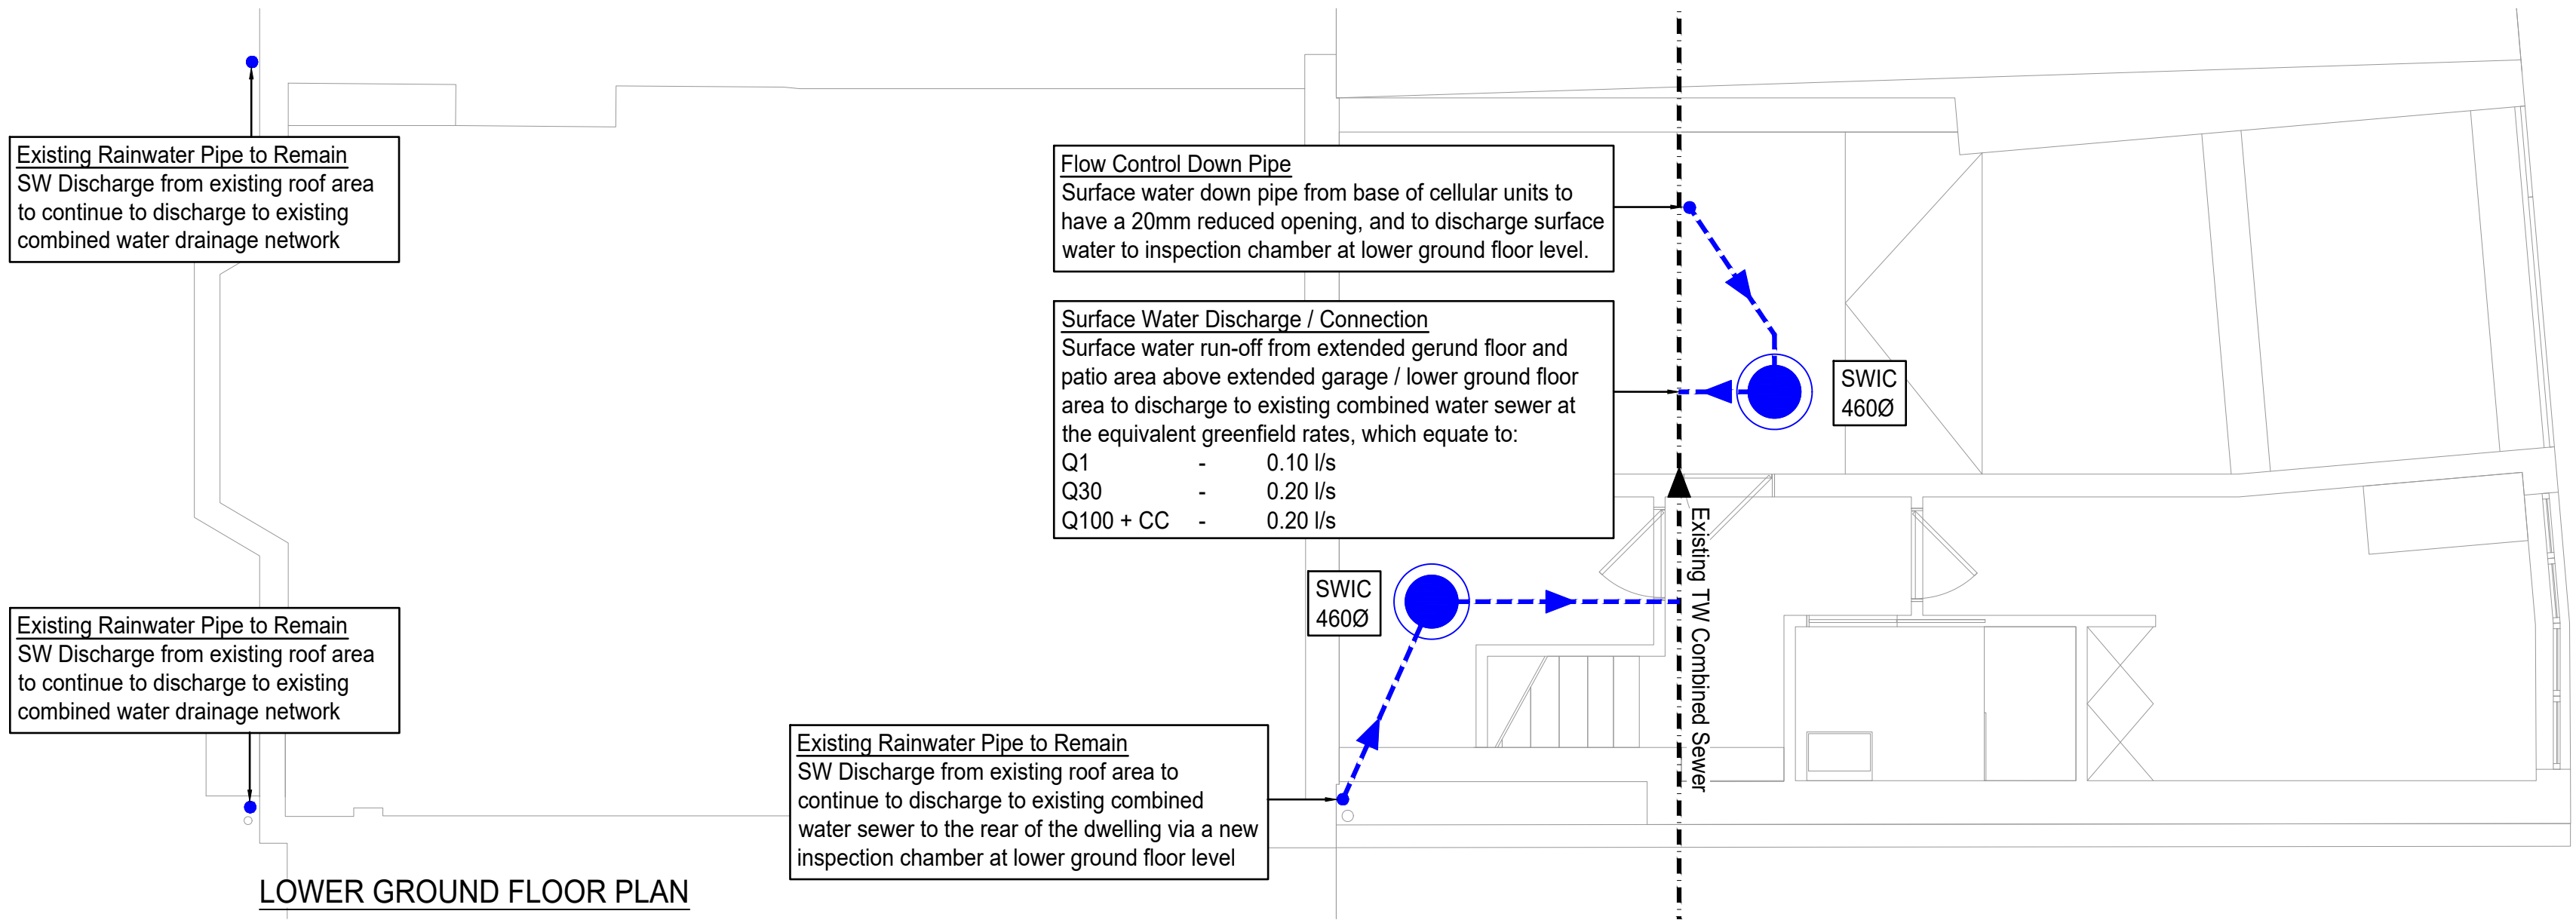 Existing Rainwater Pipe to Remain
SW Discharge from existing roof area
to continue to discharge to existing
combined water drainage network
Flow Control Down Pipe
Surface water down pipe from base of cellular units to
have a 20mm reduced opening, and to discharge surface
water to inspection chamber at lower ground floor level.
Surface Water Discharge / Connection
Surface water run-off from extended gerund floor and
patio area above extended garage / lower ground floor
area to discharge to existing combined water sewer at
the equivalent greenfield rates, which equate to:
Q1 - 0.10 l/s
Q30 - 0.20 l/s
Q100 + CC - 0.20 l/s
SWIC
460Ø
SWIC
460Ø
Existing TW Combined Sewer
Existing Rainwater Pipe to Remain
SW Discharge from existing roof area
to continue to discharge to existing
combined water drainage network
Existing Rainwater Pipe to Remain
SW Discharge from existing roof area to
continue to discharge to existing combined
water sewer to the rear of the dwelling via a new
inspection chamber at lower ground floor level
LOWER GROUND FLOOR PLAN